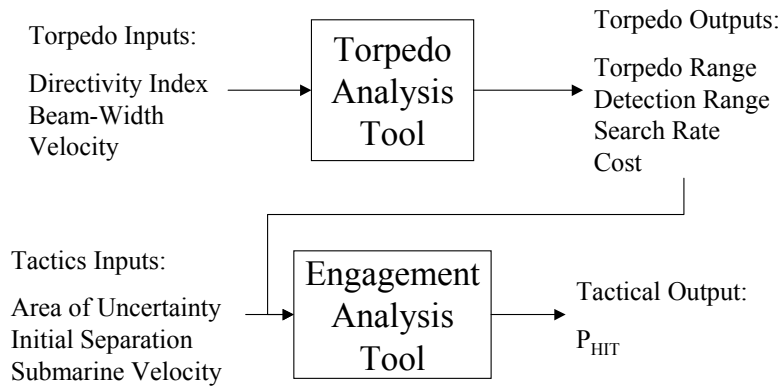 Torpedo Inputs:
Directivity Index
Beam-Width
Velocity
Torpedo
Analysis
Tool
Torpedo Outputs:
Torpedo Range
Detection Range
Search Rate
Cost
Tactics Inputs:
Area of Uncertainty
Initial Separation
Submarine Velocity
Engagement
Analysis
Tool
Tactical Output:
P_HIT